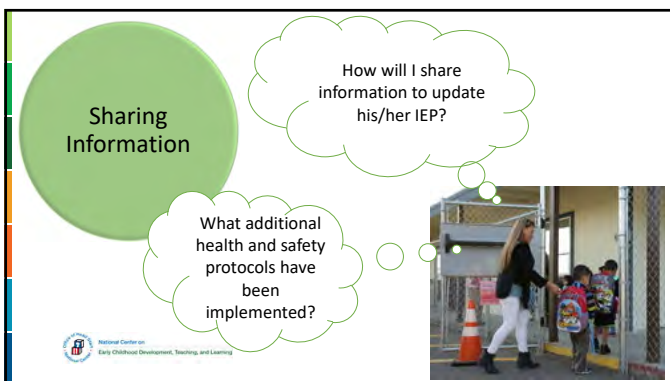 Sharing
Information
How will I share
information to update
his/her IEP?
What additional
health and safety
protocols have
been
implemented?
National Center on
Early Childhood Development, Teaching, and Learning